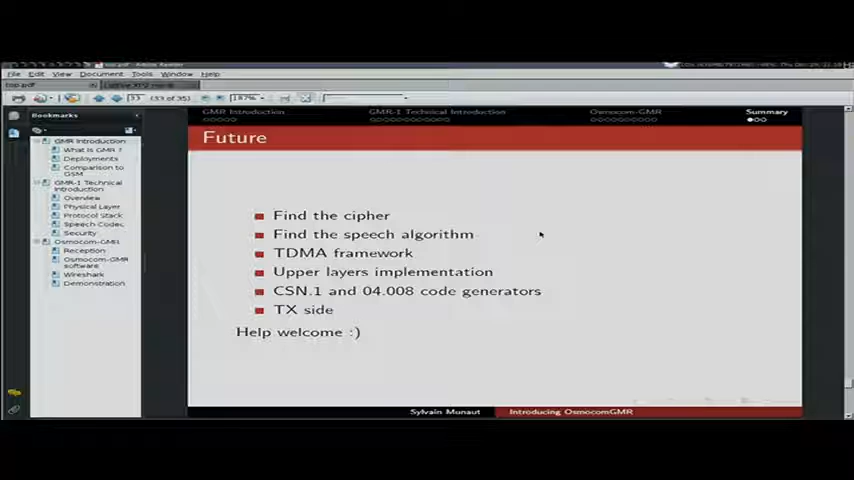 File Edit View Document Tools Window Help
(33 of 35)
Bookmarks
GMR Introduction
What is GMR ?
Deployments
Comparison to
GSM
GMR-1 Technical
Introduction
Overview
Physical Layer
Protocol Stack
Speech Codec
Security
Osmocom-GMR
Reception
Osmocom-GMR
software
Wireshark
Demonstration
GMR Introduction GMR-1 Technical Introduction Osmocom-GMR Summary
Future
Find the cipher
Find the speech algorithm
TDMA framework
Upper layers implementation
CSN.1 and 04.008 code generators
TX side
Help welcome :)
Sylvain Munaut Introducing OsmocomGMR